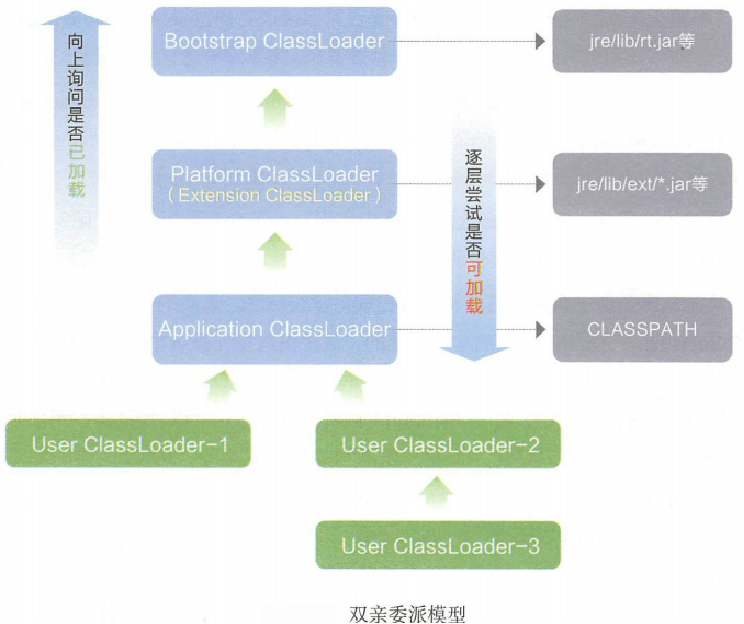 向上询问是否已加载
Bootstrap ClassLoader
jre/lib/rt.jar等
Platform ClassLoader
（Extension ClassLoader）
逐层尝试是否可加载
jre/lib/ext/*.jar等
Application ClassLoader
CLASSPATH
User ClassLoader-1
User ClassLoader-2
User ClassLoader-3
双亲委派模型